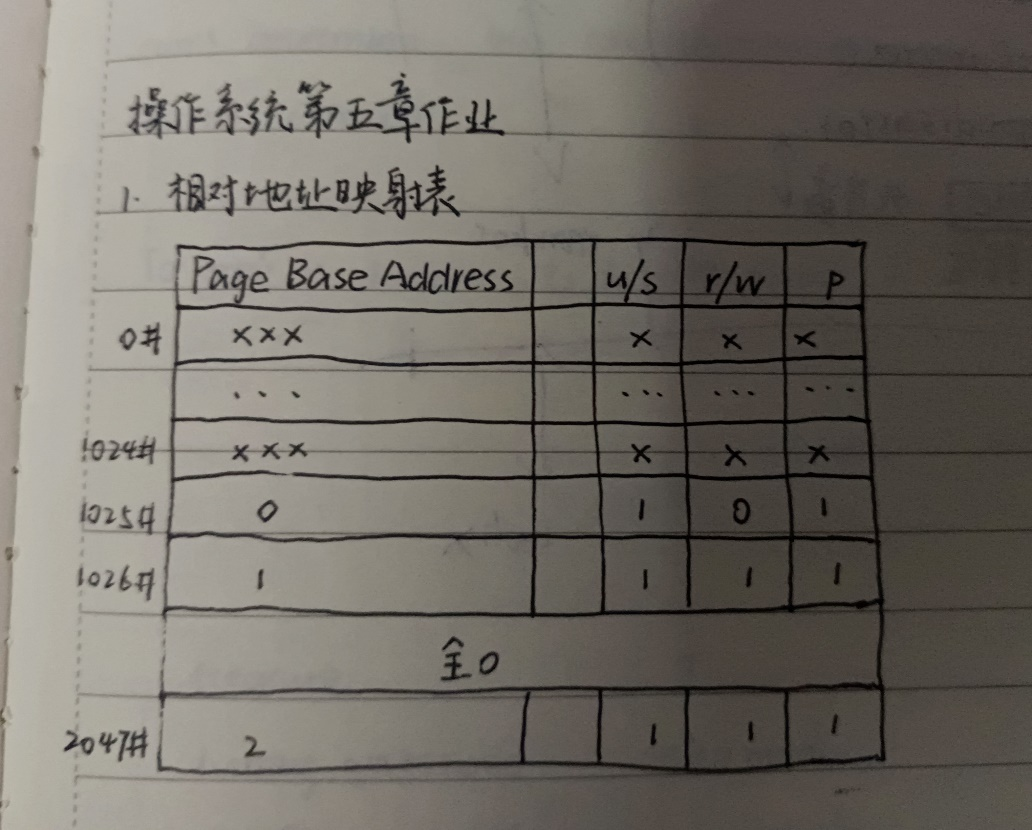 操作系统第五章作业
1. 相对地址映射表
Page Base Address u/s r/w p
0# ××× × × ×
... ... ... ...
1024# ××× × × ×
1025# 0 1 0 1
1026# 1 1 1 1
全0
2047# 2 1 1 1